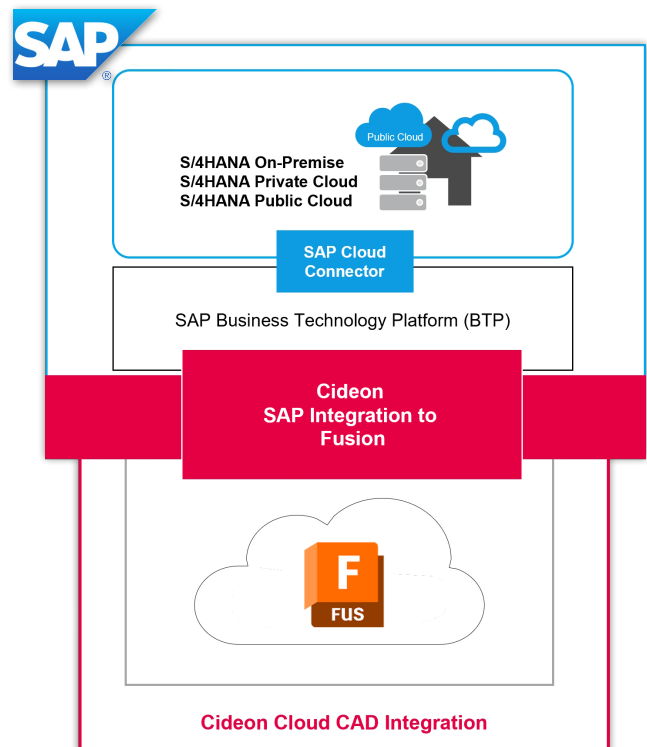 SAP
®
Public Cloud
S/4HANA On-Premise
S/4HANA Private Cloud
S/4HANA Public Cloud
SAP Cloud
Connector
SAP Business Technology Platform (BTP)
Cideon
SAP Integration to
Fusion
F
FUS
Cideon Cloud CAD Integration